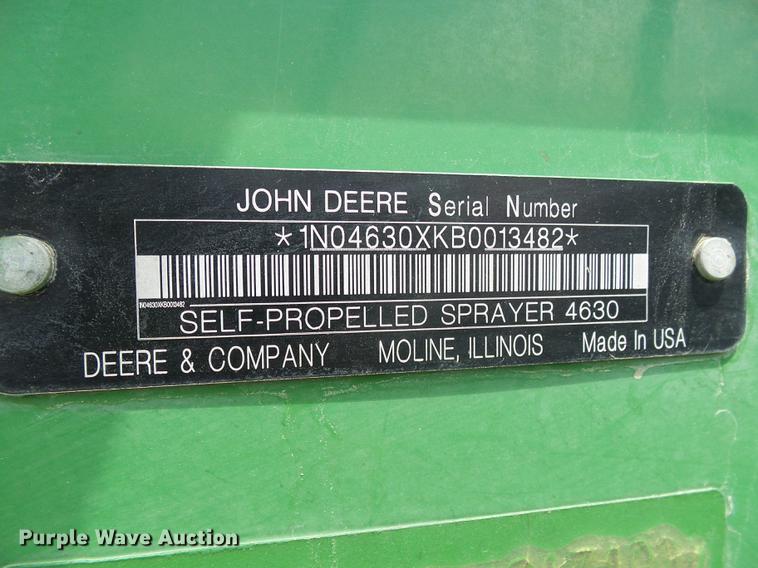 JOHN DEERE Serial Number
*1N04630XKB0013482*
1N04630XKB0013482
SELF-PROPELLED SPRAYER 4630
DEERE & COMPANY MOLINE, ILLINOIS Made In USA
Purple Wave Auction